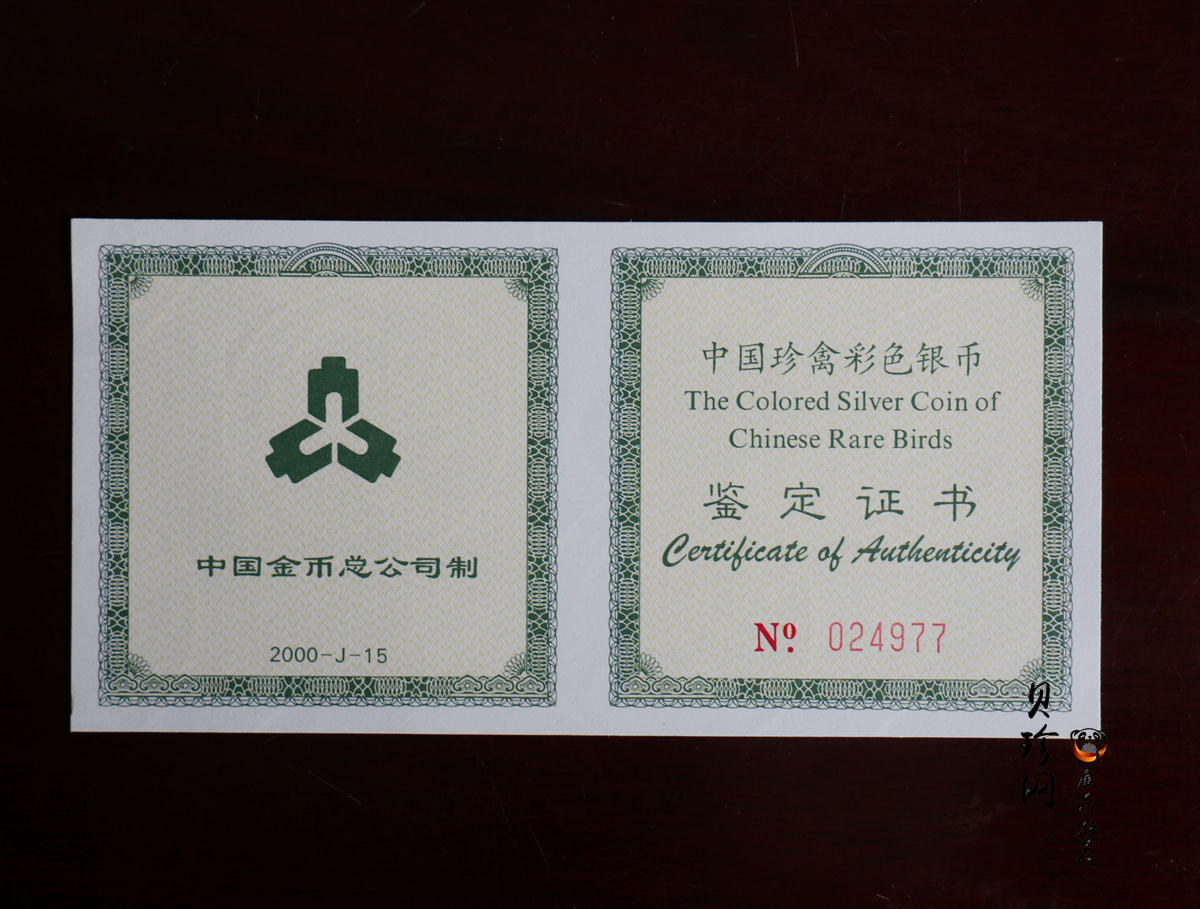 中国金币总公司制
2000-J-15
中国珍禽彩色银币
The Colored Silver Coin of
Chinese Rare Birds
鉴定证书
Certificate of Authenticity
Nº. 024977
贝珍网